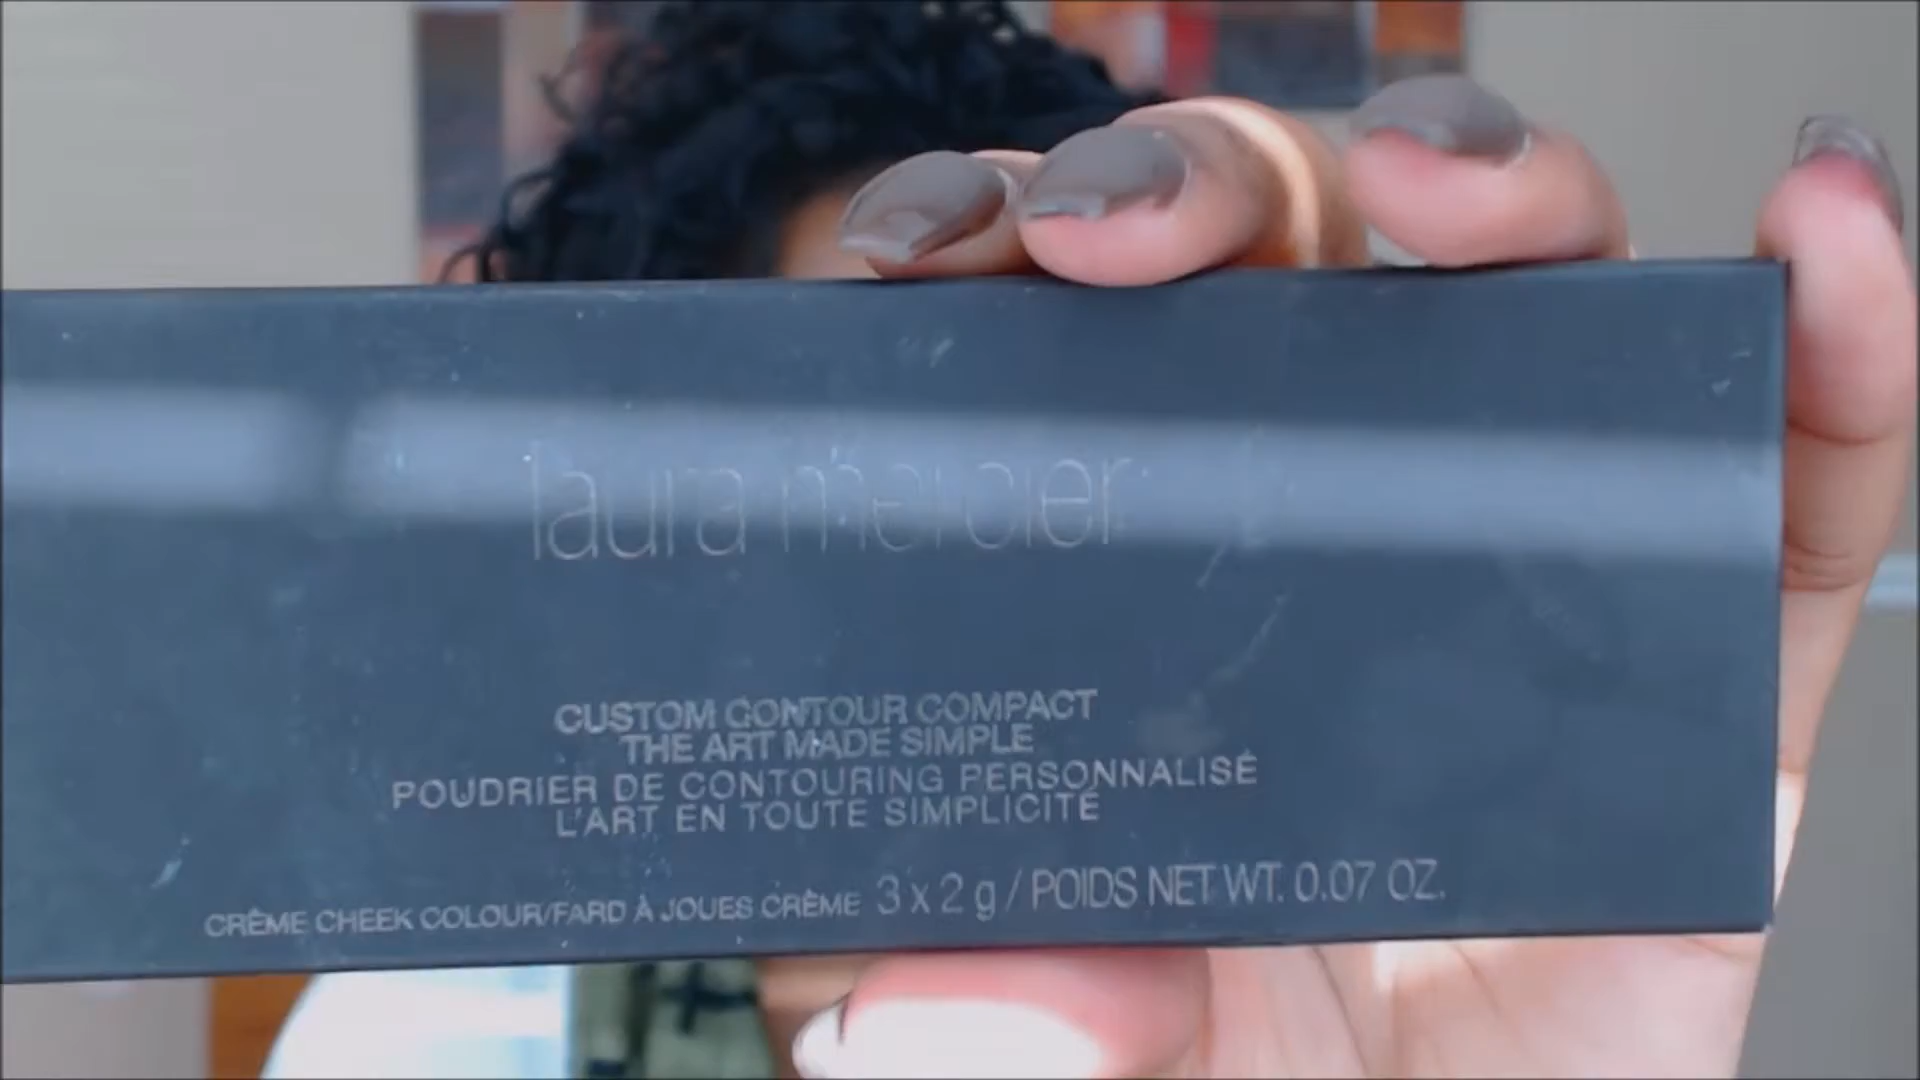 laura mercier
CUSTOM CONTOUR COMPACT
THE ART MADE SIMPLE
POUDRIER DE CONTOURING PERSONNALISÉ
L'ART EN TOUTE SIMPLICITÉ
CRÈME CHEEK COLOUR/FARD À JOUES CRÈME 3 x 2 g / POIDS NET WT. 0.07 OZ.